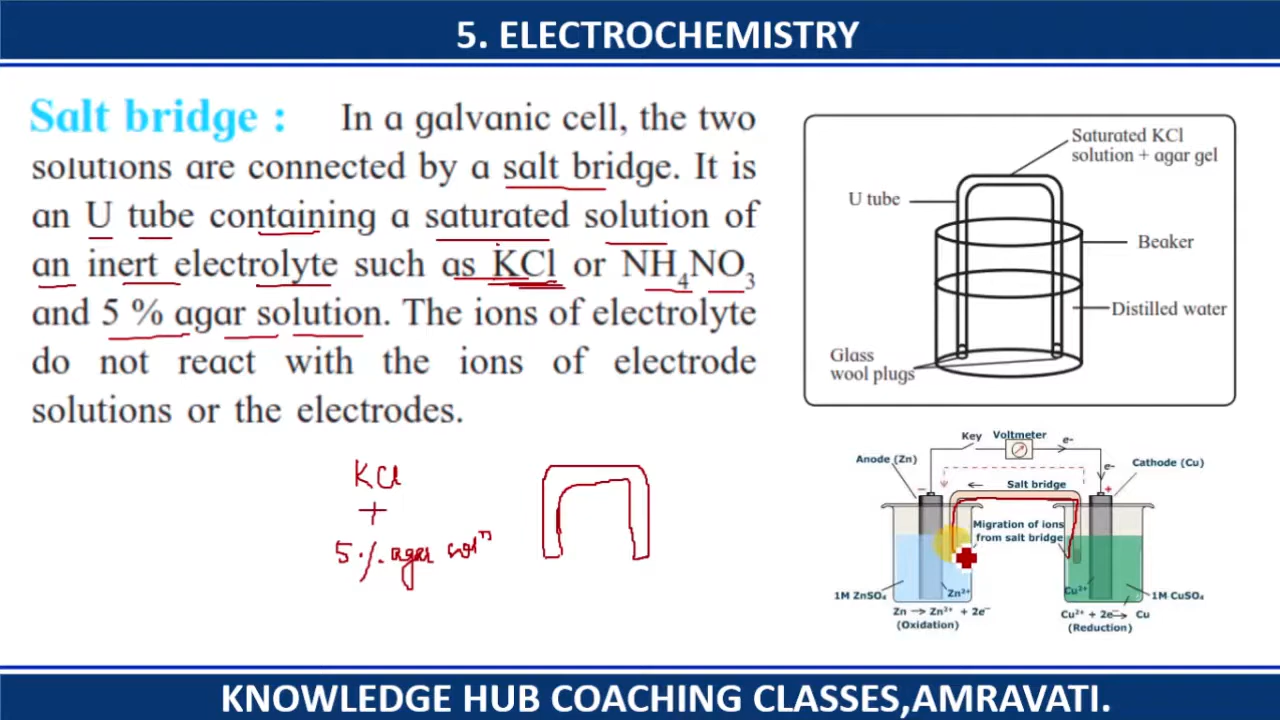 5. ELECTROCHEMISTRY
Salt bridge : In a galvanic cell, the two
solutions are connected by a salt bridge. It is
an U tube containing a saturated solution of
an inert electrolyte such as KCl or NH₄NO₃
and 5 % agar solution. The ions of electrolyte
do not react with the ions of electrode
solutions or the electrodes.
KCl
+
5 % agar solⁿ
Saturated KCl
solution + agar gel
U tube
Beaker
Distilled water
Glass
wool plugs
Key
Voltmeter
e-
Anode (Zn)
Cathode (Cu)
e-
−
+
Salt bridge
Migration of ions
from salt bridge
1M ZnSO₄
Zn²⁺
Cu²⁺
1M CuSO₄
Zn → Zn²⁺ + 2e⁻
(Oxidation)
Cu²⁺ + 2e⁻ → Cu
(Reduction)
KNOWLEDGE HUB COACHING CLASSES,AMRAVATI.